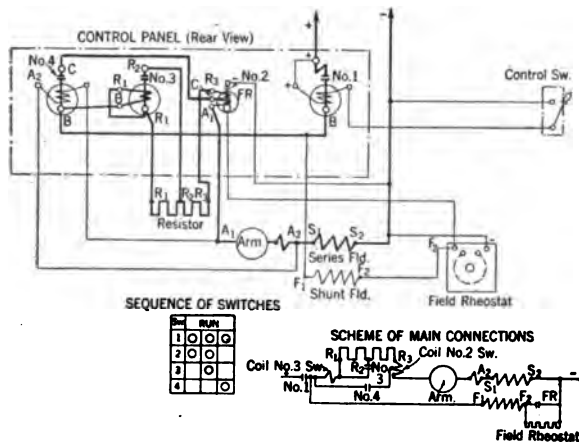 CONTROL PANEL (Rear View)
+
-
No.4
A2
C
R2
R1
No.3
B
B
R1
C
R3
A1
- No.2
FR
+
+
No.1
B
Control Sw.
R1 R2 R3
Resistor
A1 Arm A2 S1 S2
Series Fld.
F1 F2
Shunt Fld.
F2 -
Field Rheostat
SEQUENCE OF SWITCHES
Sw RUN
1 O O O
2 O O
3 O
4 O
SCHEME OF MAIN CONNECTIONS
R1 R3
Coil No.2 Sw.
Coil No.3 Sw.
R2 No. 3
No.1
No.4
Arm.
A2 S2
S1
-
F1 F2 FR
Field Rheostat